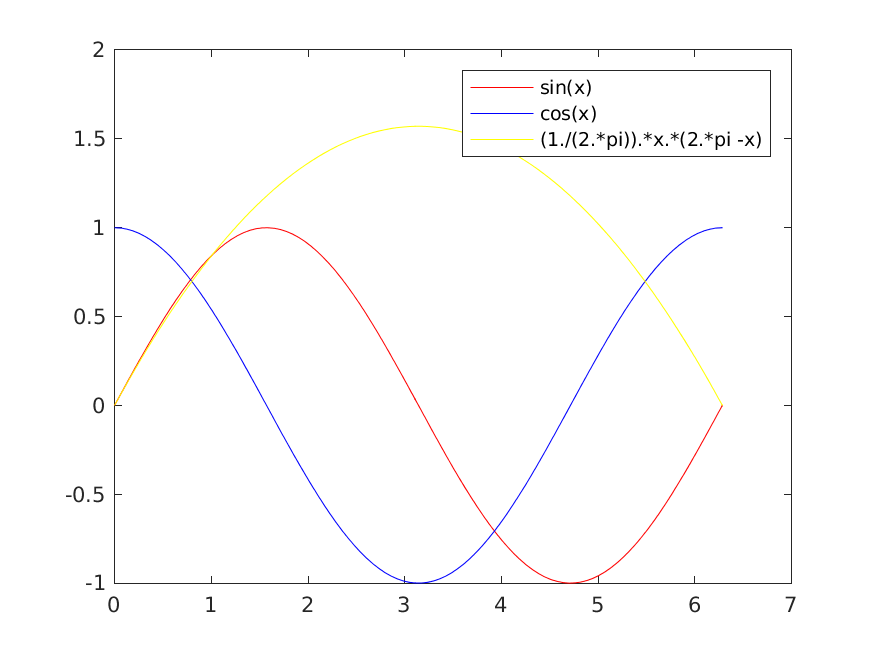 2
1.5
1
0.5
0
-0.5
-1
0 1 2 3 4 5 6 7
sin(x)
cos(x)
(1./(2.*pi)).*x.*(2.*pi -x)